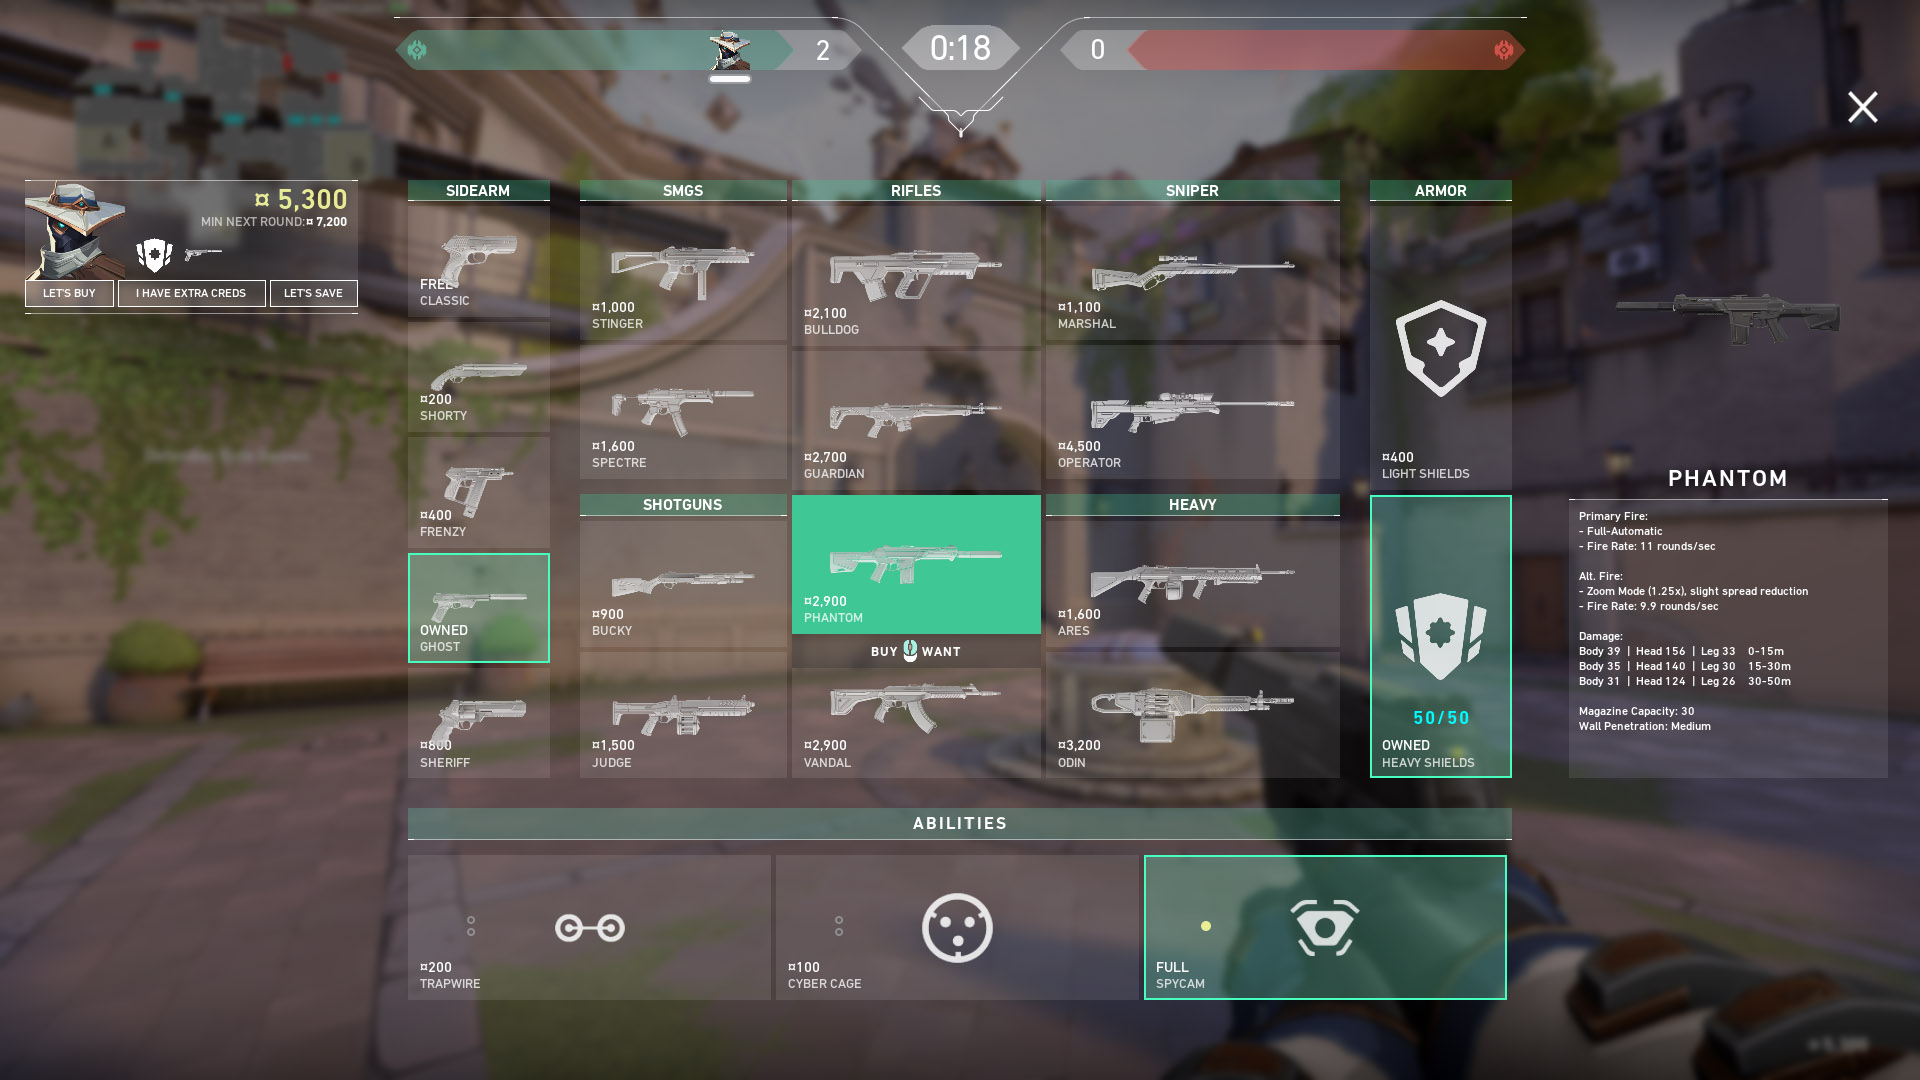 2
0:18
0
¤ 5,300
MIN NEXT ROUND: ¤ 7,200
LET'S BUY
I HAVE EXTRA CREDS
LET'S SAVE
SIDEARM
FREE
CLASSIC
¤200
SHORTY
¤400
FRENZY
OWNED
GHOST
¤800
SHERIFF
SMGS
¤1,000
STINGER
¤1,600
SPECTRE
SHOTGUNS
¤900
BUCKY
¤1,500
JUDGE
RIFLES
¤2,100
BULLDOG
¤2,700
GUARDIAN
¤2,900
PHANTOM
BUY WANT
¤2,900
VANDAL
SNIPER
¤1,100
MARSHAL
¤4,500
OPERATOR
HEAVY
¤1,600
ARES
¤3,200
ODIN
ARMOR
¤400
LIGHT SHIELDS
50/50
OWNED
HEAVY SHIELDS
PHANTOM
Primary Fire:
- Full-Automatic
- Fire Rate: 11 rounds/sec
Alt. Fire:
- Zoom Mode (1.25x), slight spread reduction
- Fire Rate: 9.9 rounds/sec
Damage:
Body 39 | Head 156 | Leg 33 0-15m
Body 35 | Head 140 | Leg 30 15-30m
Body 31 | Head 124 | Leg 26 30-50m
Magazine Capacity: 30
Wall Penetration: Medium
ABILITIES
¤200
TRAPWIRE
¤100
CYBER CAGE
FULL
SPYCAM